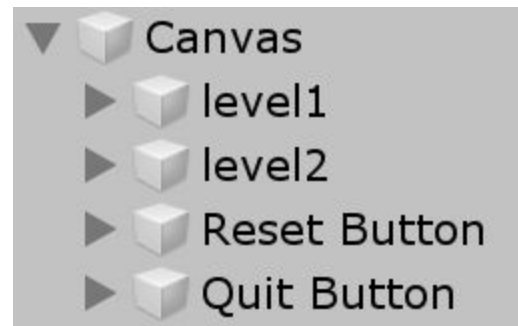 Canvas
level1
level2
Reset Button
Quit Button